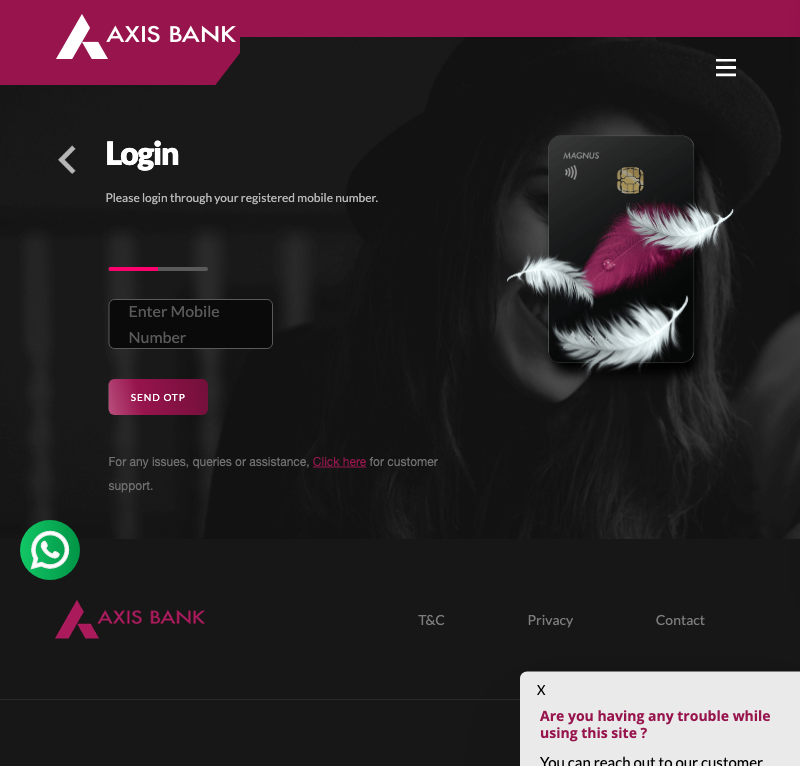 AXIS BANK
Login
Please login through your registered mobile number.
MAGNUS
Enter Mobile
Number
SEND OTP
For any issues, queries or assistance, Click here for customer
support.
AXIS BANK
T&C
Privacy
Contact
X
Are you having any trouble while
using this site ?
You can reach out to our customer